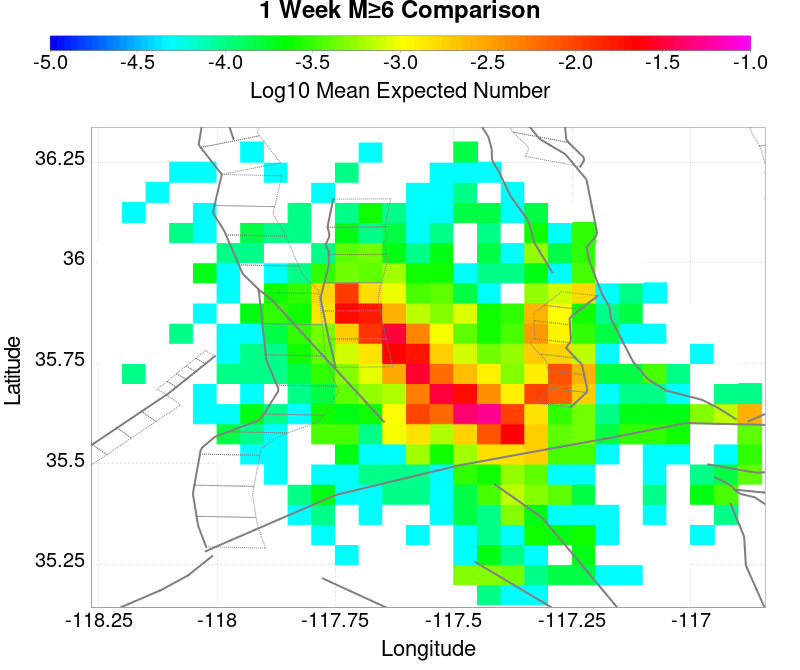 1 Week M≥6 Comparison
-5.0 -4.5 -4.0 -3.5 -3.0 -2.5 -2.0 -1.5 -1.0
Log10 Mean Expected Number
36.25
36
35.75
35.5
35.25
Latitude
-118.25 -118 -117.75 -117.5 -117.25 -117
Longitude